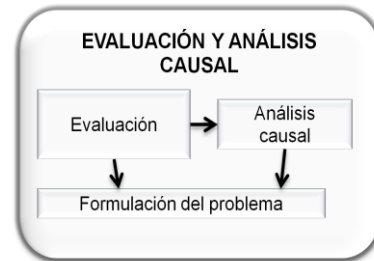 EVALUACIÓN Y ANÁLISIS
CAUSAL
Evaluación
Análisis
causal
Formulación del problema